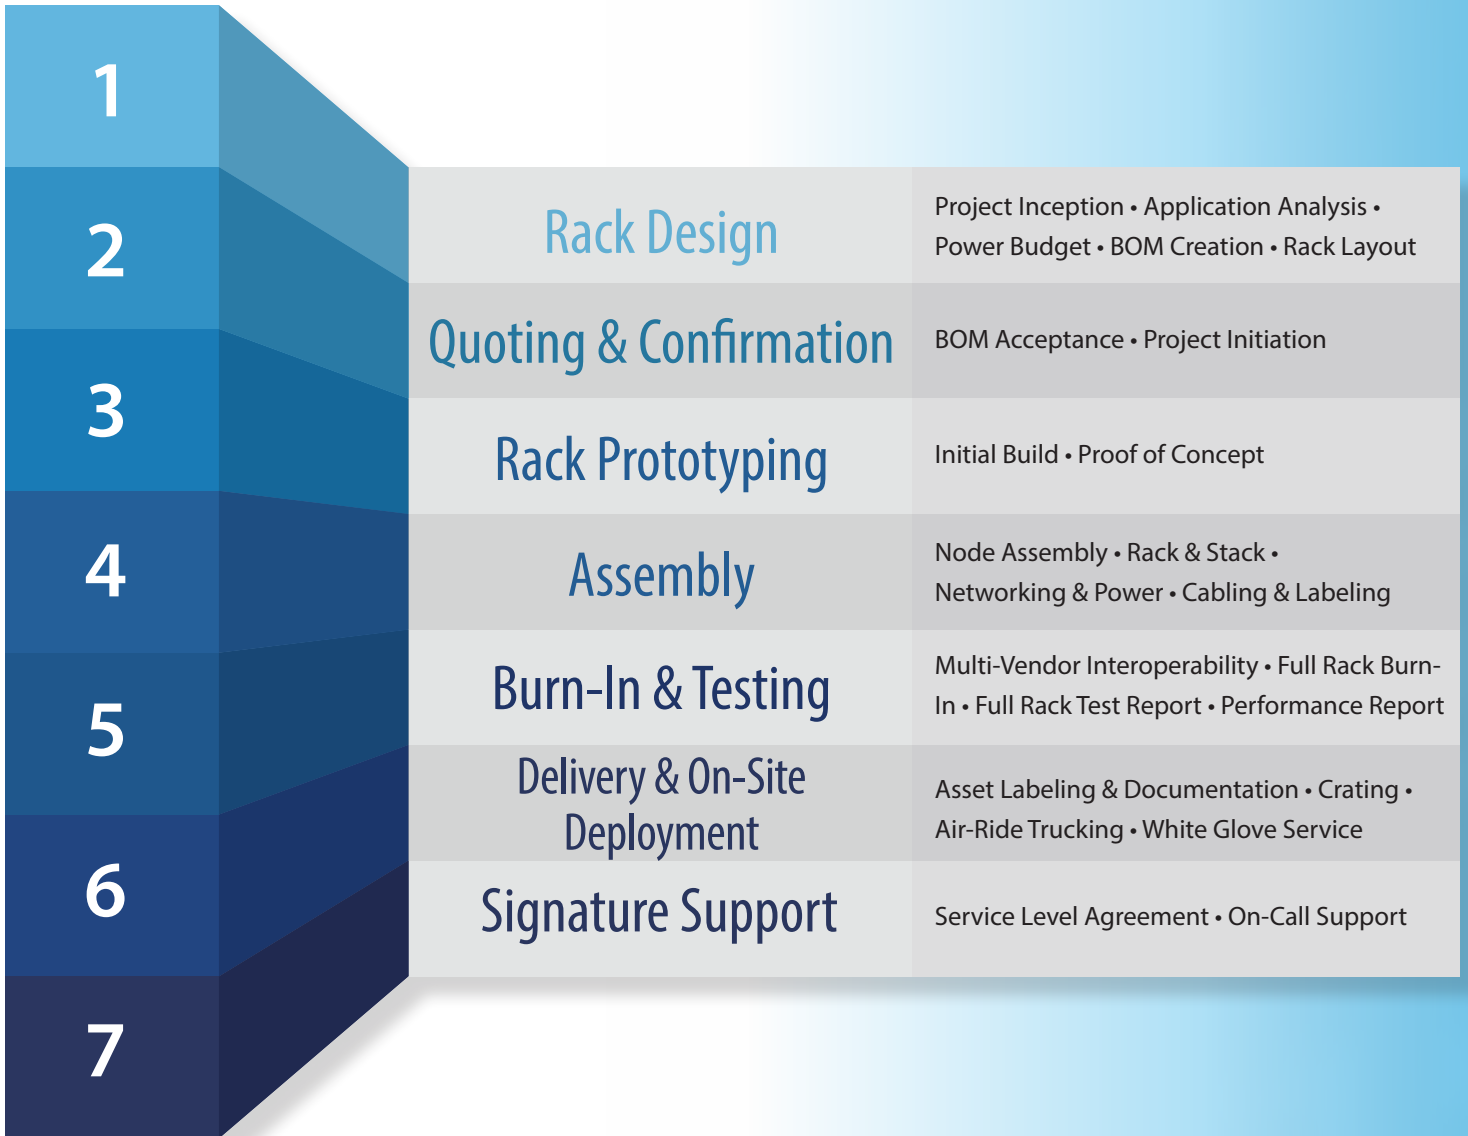 1
Rack Design
Project Inception • Application Analysis •
Power Budget • BOM Creation • Rack Layout
2
Quoting & Confirmation
BOM Acceptance • Project Initiation
3
Rack Prototyping
Initial Build • Proof of Concept
4
Assembly
Node Assembly • Rack & Stack •
Networking & Power • Cabling & Labeling
5
Burn-In & Testing
Multi-Vendor Interoperability • Full Rack Burn-
In • Full Rack Test Report • Performance Report
6
Delivery & On-Site
Deployment
Asset Labeling & Documentation • Crating •
Air-Ride Trucking • White Glove Service
7
Signature Support
Service Level Agreement • On-Call Support